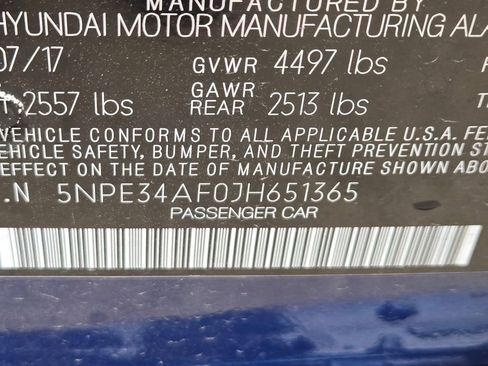 MANUFACTURED BY
HYUNDAI MOTOR MANUFACTURING ALA
07/17 GVWR 4497 lbs
2557 lbs GAWR REAR 2513 lbs
VEHICLE CONFORMS TO ALL APPLICABLE U.S.A. FE
VEHICLE SAFETY, BUMPER, AND THEFT PREVENTION S
EFFECT ON THE DATE OF MANUFACTURE SHOWN ABO
.N 5NPE34AF0JH651365
PASSENGER CAR